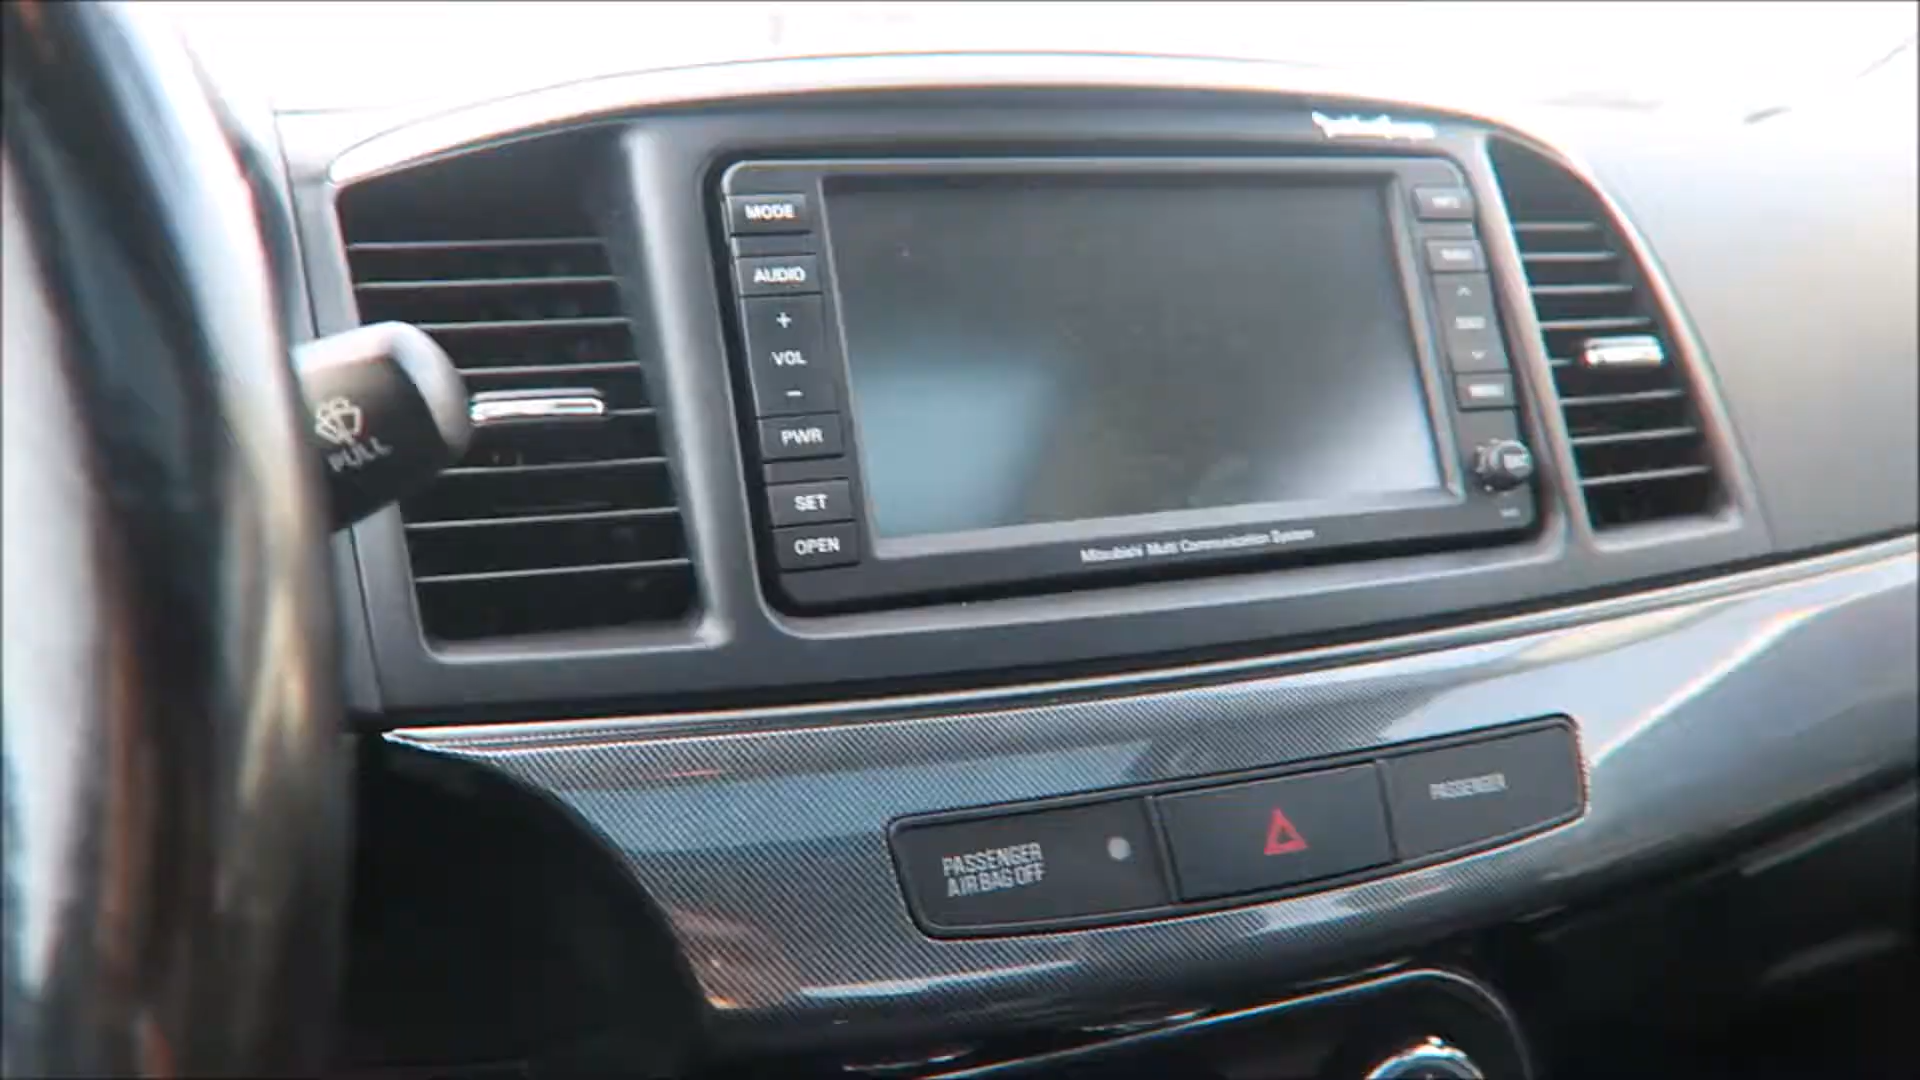 MODE
AUDIO
+
VOL
-
PWR
SET
OPEN
Mitsubishi Multi Communication System
PULL
PASSENGER
AIR BAG OFF
PASSENGER